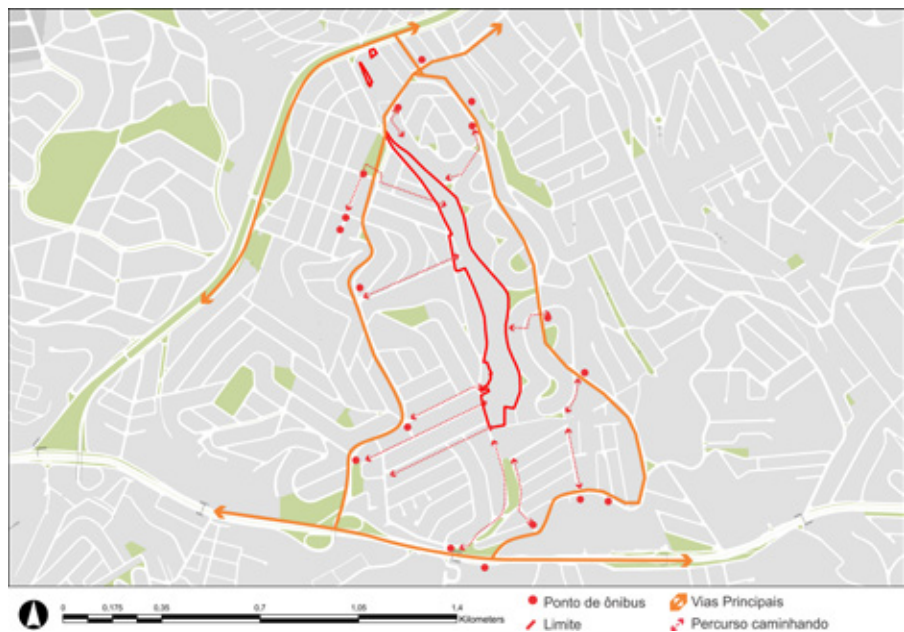 0 0,175 0,35 0,7 1,05 1,4
Kilometers
Ponto de ônibus
Vias Principais
Limite
Percurso caminhando